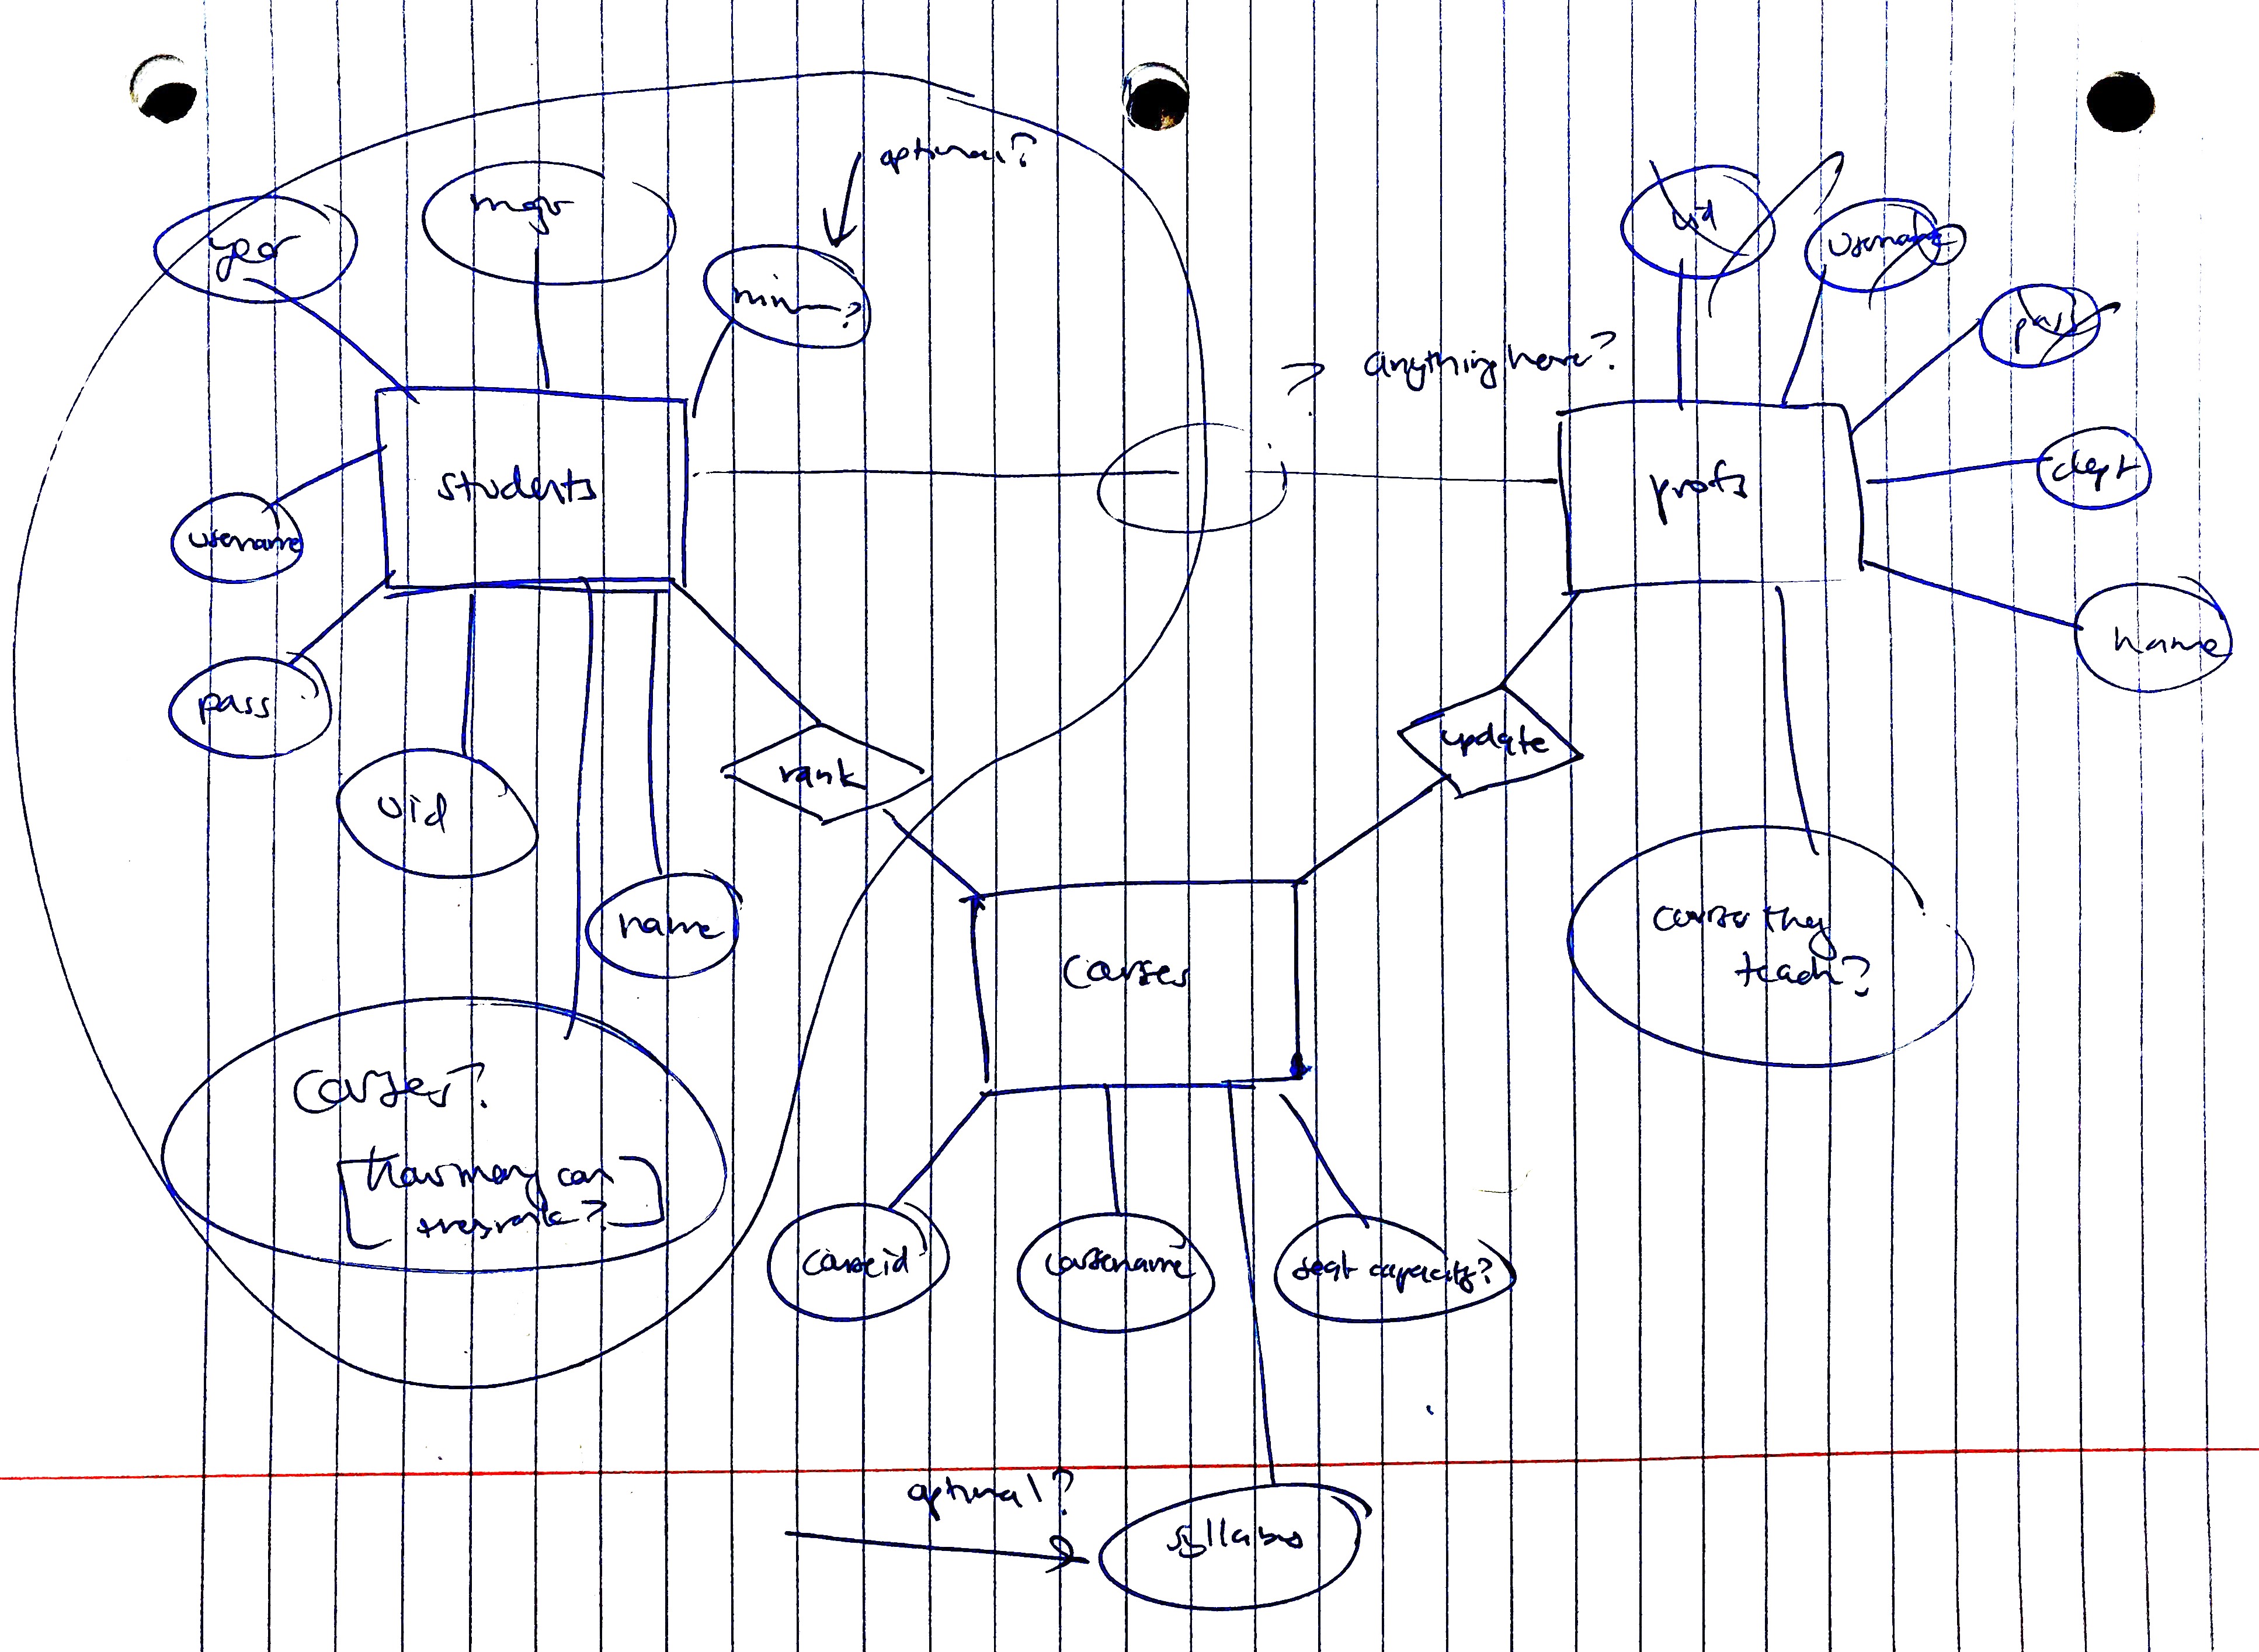 optional?
year
major
minor?
uid
username
pass
? anything here?
students
profs
dept
username
name
pass
update
rank
uid
name
course they
teach?
courses
courses?
[How many can
they rank?]
courseid
coursename
seat capacity?
optional?
syllabus